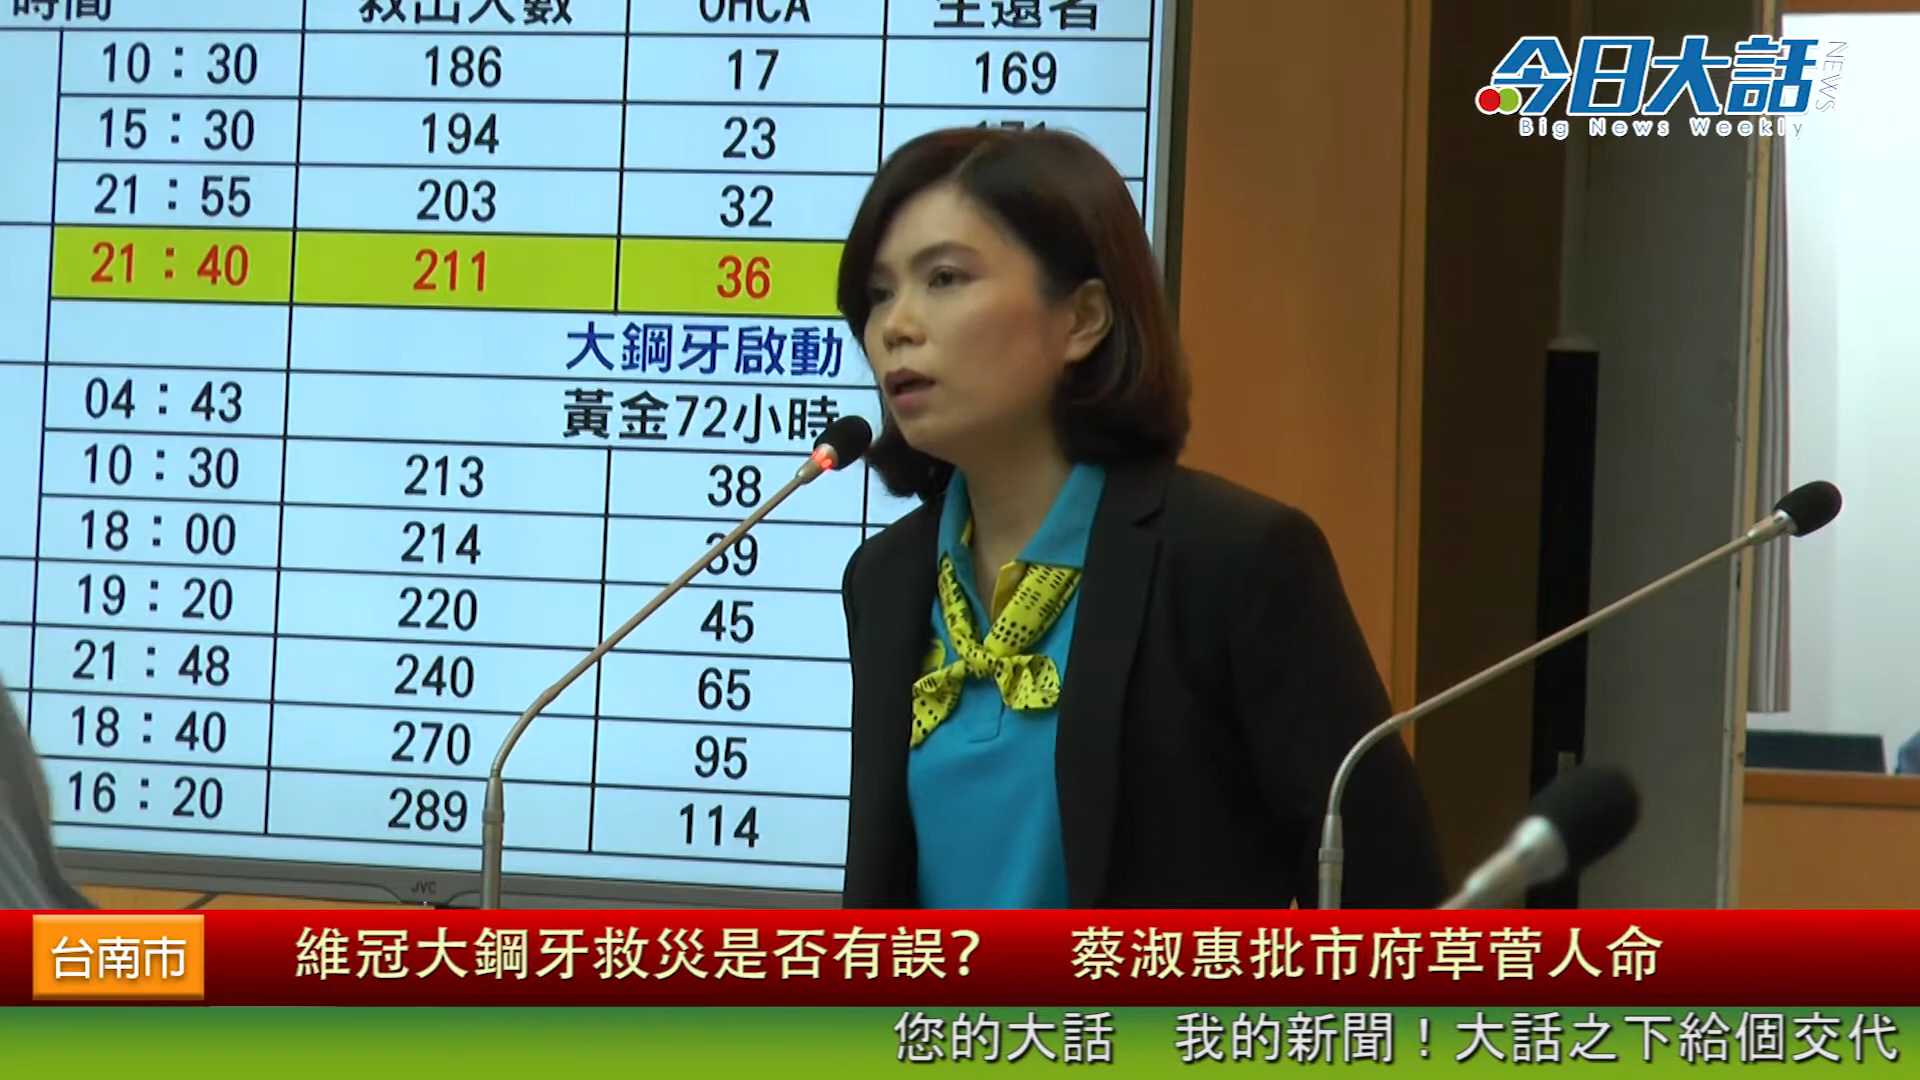 時間 救出人數 OHCA 生還者
10：30 186 17 169
15：30 194 23 171
21：55 203 32
21：40 211 36
大鋼牙啟動
04：43 黃金72小時
10：30 213 38
18：00 214 39
19：20 220 45
21：48 240 65
18：40 270 95
16：20 289 114
JVC
今日大話 NEWS
Big News Weekly
台南市
維冠大鋼牙救災是否有誤? 蔡淑惠批市府草菅人命
您的大話 我的新聞！大話之下給個交代